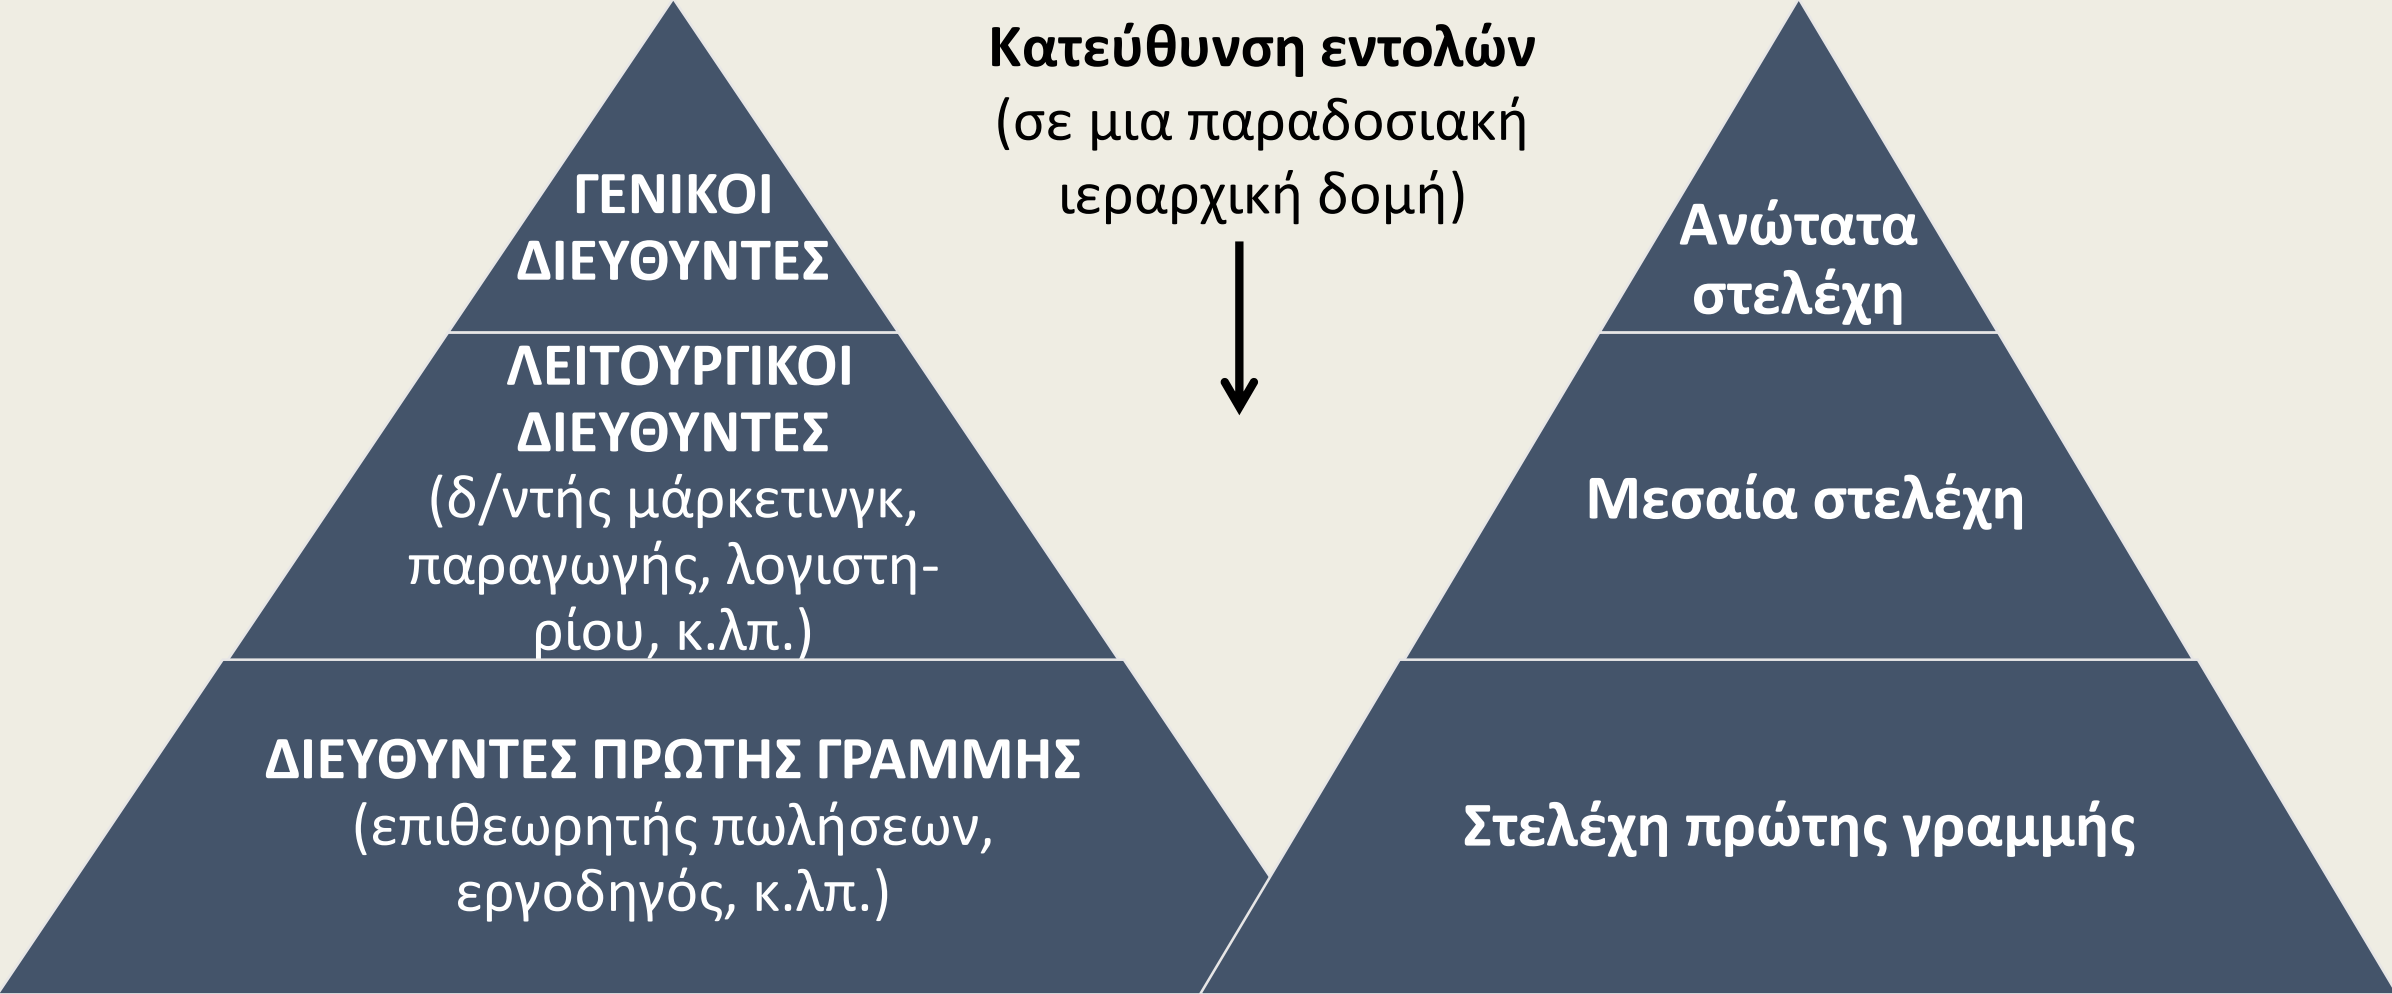 ΓΕΝΙΚΟΙ
ΔΙΕΥΘΥΝΤΕΣ
ΛΕΙΤΟΥΡΓΙΚΟΙ
ΔΙΕΥΘΥΝΤΕΣ
(δ/ντής μάρκετινγκ,
παραγωγής, λογιστη-
ρίου, κ.λπ.)
ΔΙΕΥΘΥΝΤΕΣ ΠΡΩΤΗΣ ΓΡΑΜΜΗΣ
(επιθεωρητής πωλήσεων,
εργοδηγός, κ.λπ.)
Κατεύθυνση εντολών
(σε μια παραδοσιακή
ιεραρχική δομή)
Ανώτατα
στελέχη
Μεσαία στελέχη
Στελέχη πρώτης γραμμής